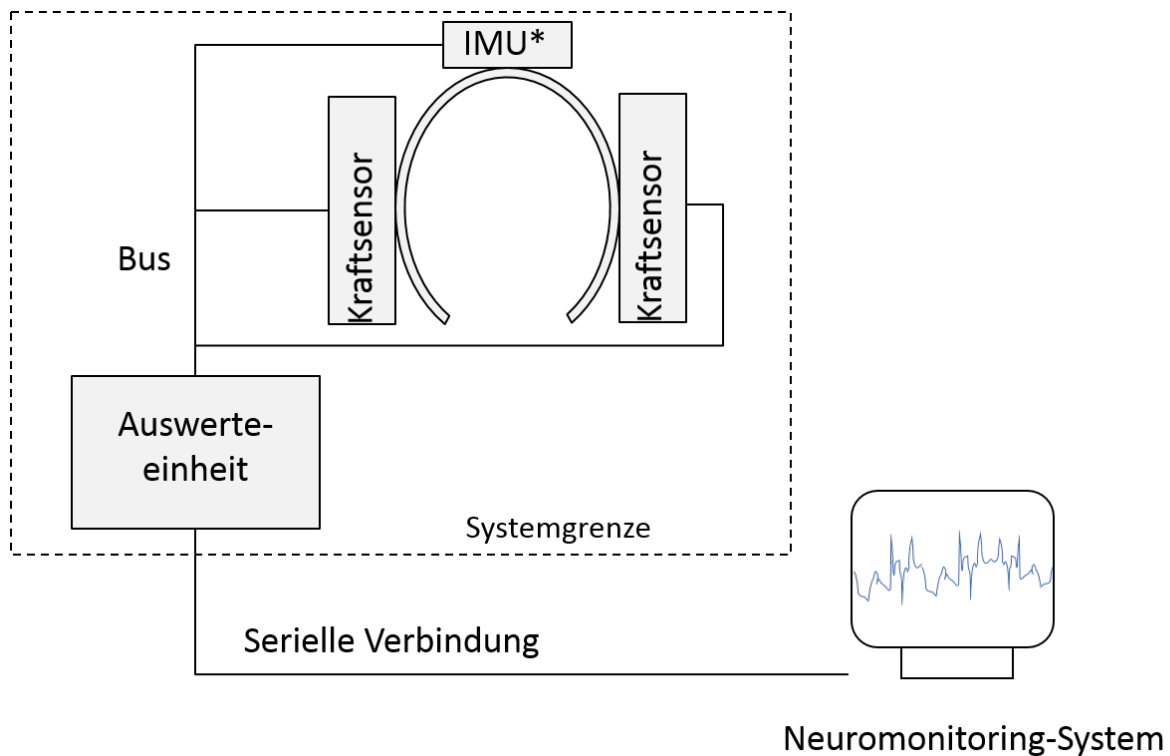 IMU*
Kraftsensor
Kraftsensor
Bus
Auswerte-
einheit
Systemgrenze
Serielle Verbindung
Neuromonitoring-System